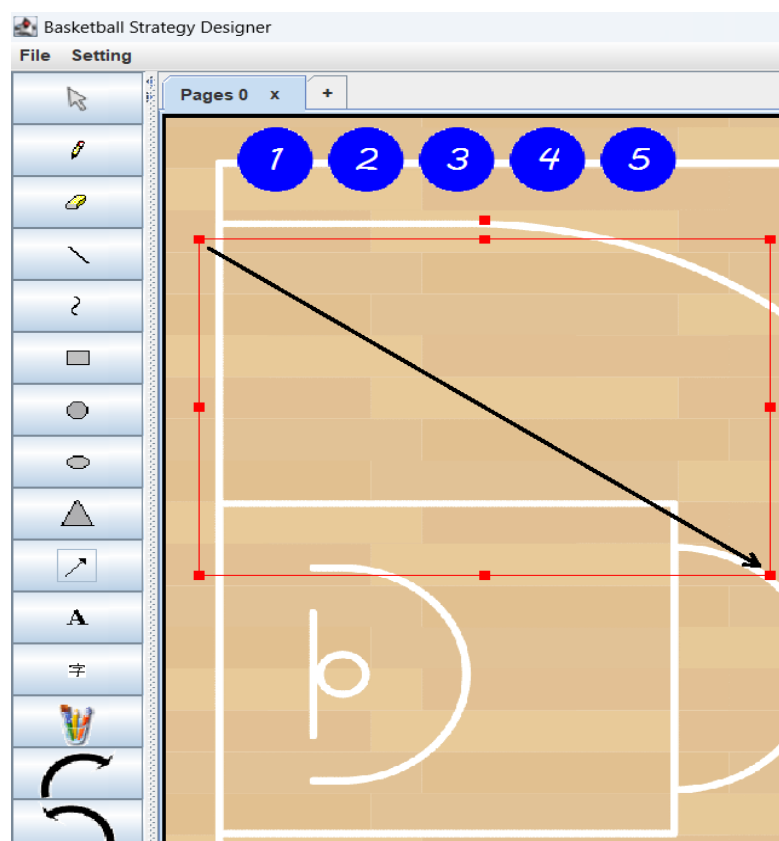 Basketball Strategy Designer
File Setting
Pages 0 x +
1 2 3 4 5
A
字